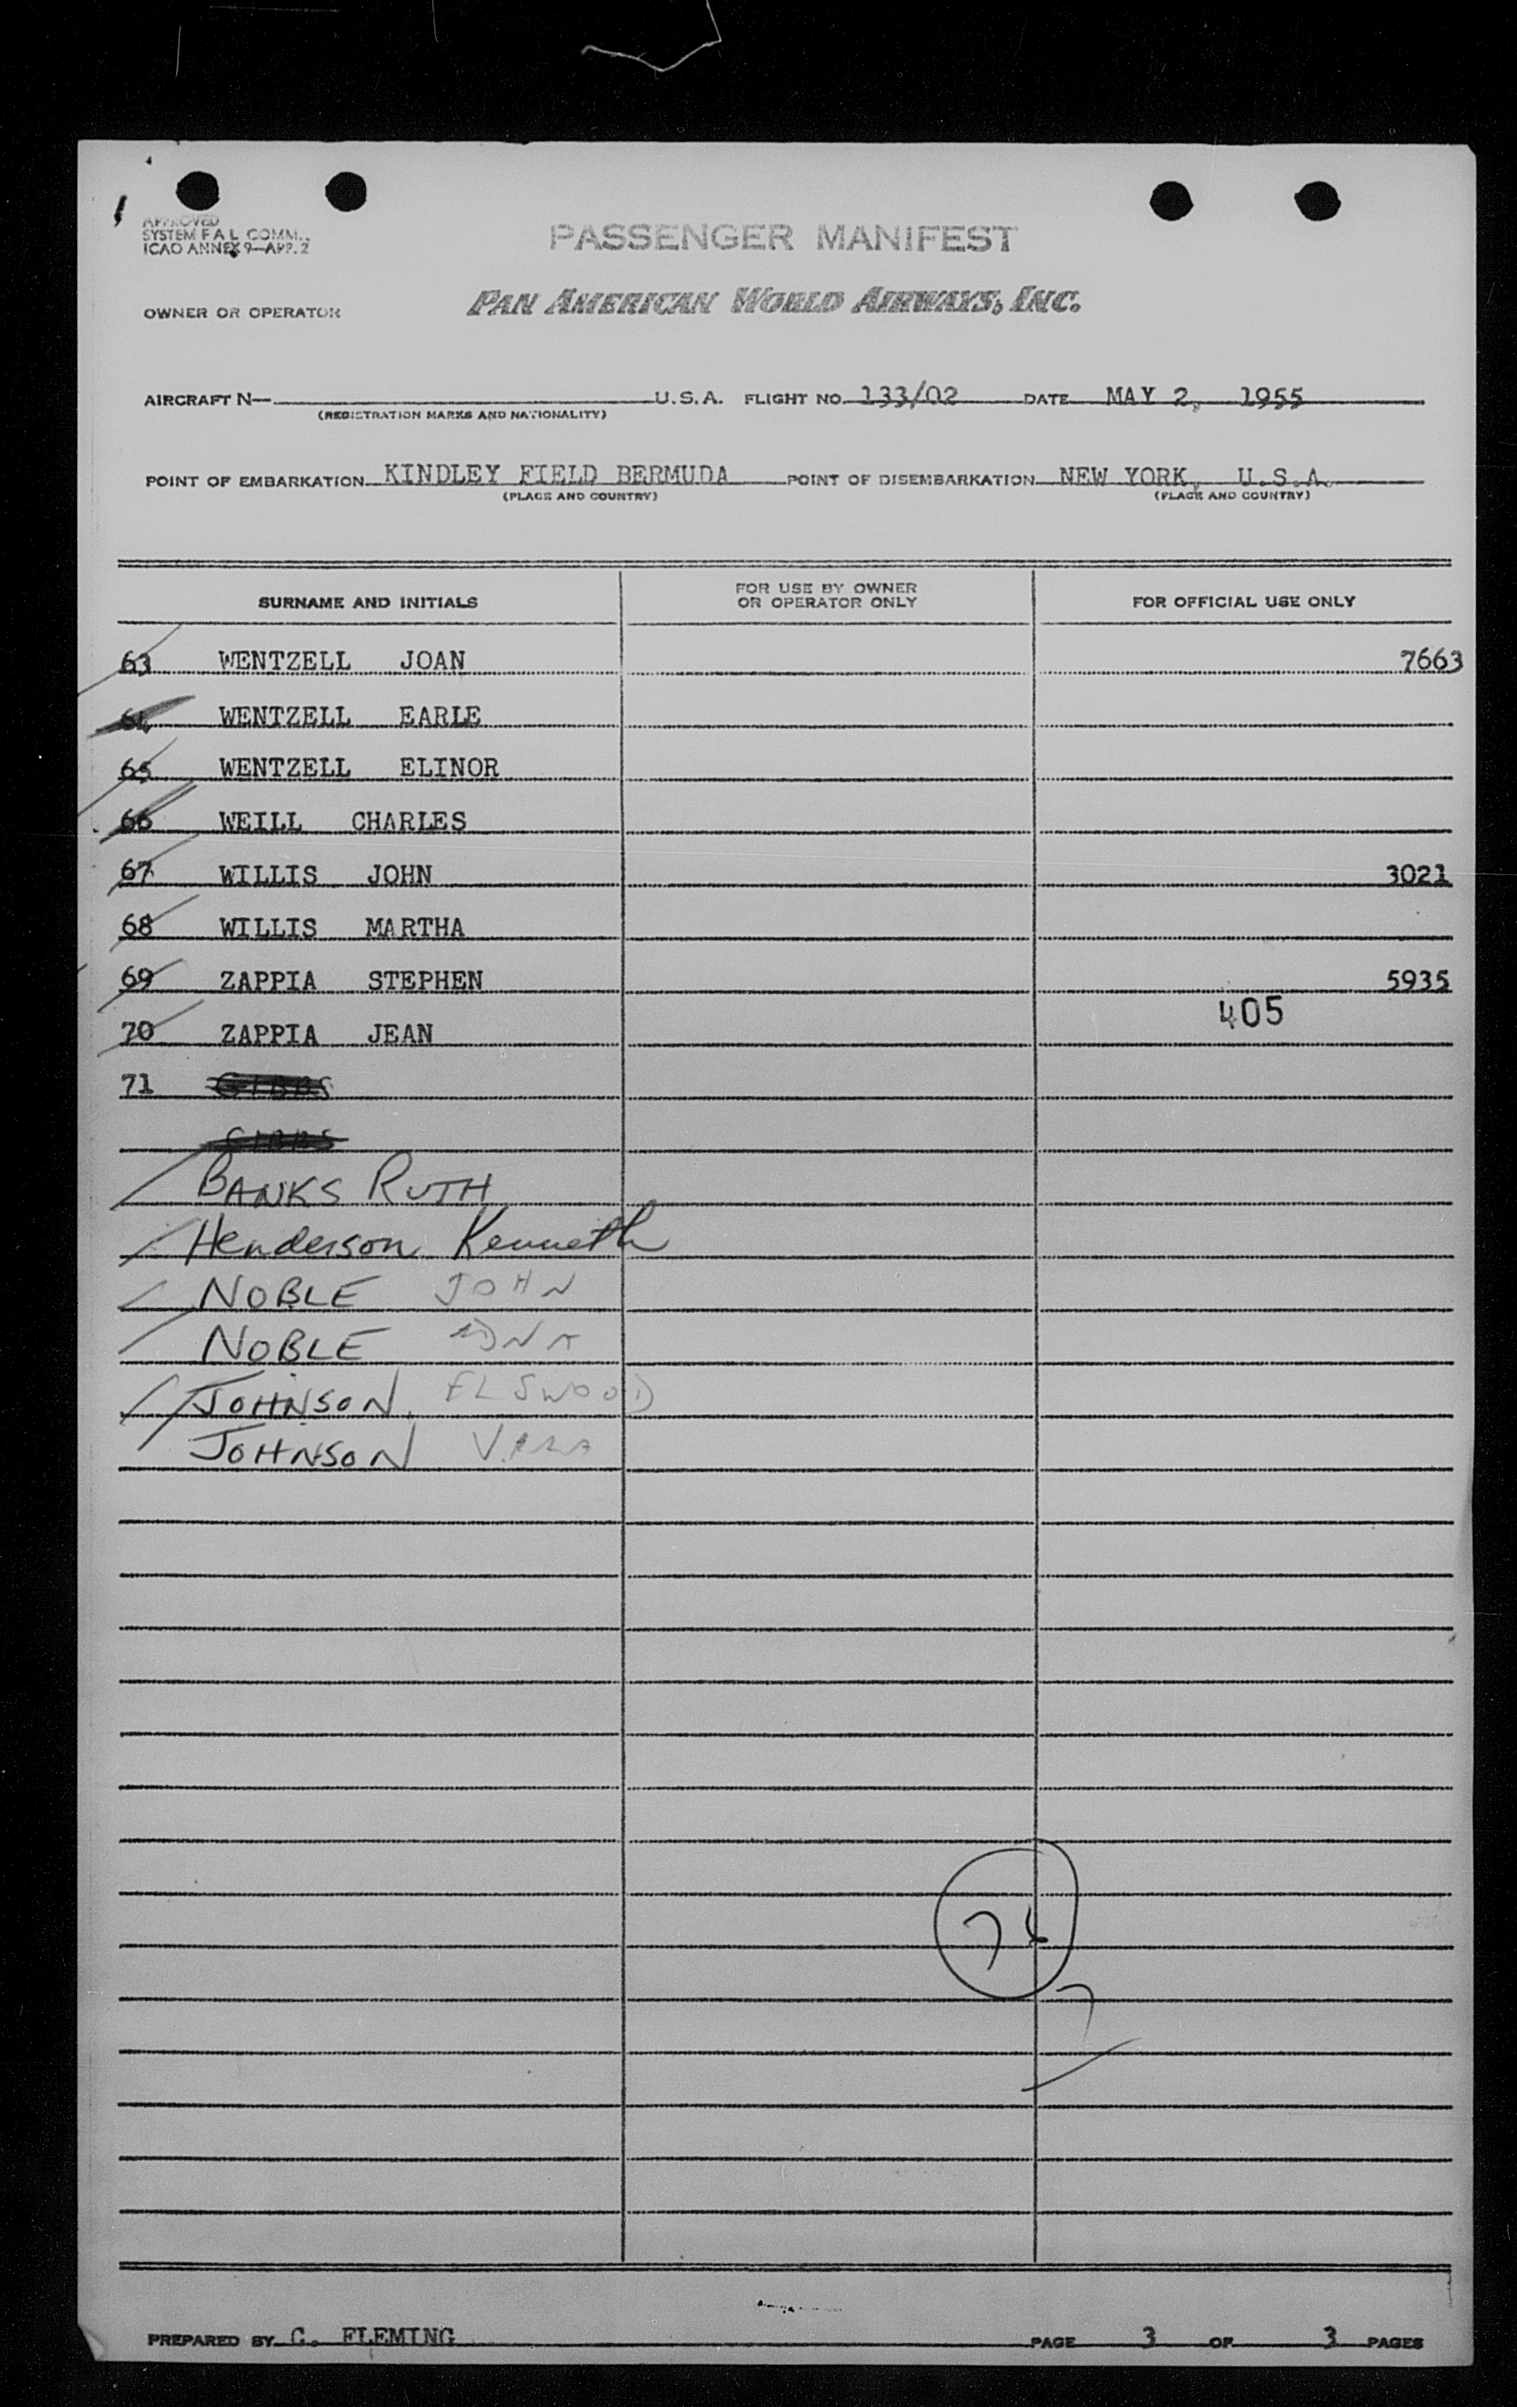 APPROVED
SYSTEM F A L COMM.,
ICAO ANNEX 9—APP. 2
PASSENGER MANIFEST
OWNER OR OPERATOR PAN AMERICAN WORLD AIRWAYS, INC.
AIRCRAFT N— U.S.A. FLIGHT NO. 133/02 DATE MAY 2, 1955
(REGISTRATION MARKS AND NATIONALITY)
POINT OF EMBARKATION KINDLEY FIELD BERMUDA POINT OF DISEMBARKATION NEW YORK, U.S.A.
(PLACE AND COUNTRY) (PLACE AND COUNTRY)
SURNAME AND INITIALS FOR USE BY OWNER OR OPERATOR ONLY FOR OFFICIAL USE ONLY
63 WENTZELL JOAN 7663
64 WENTZELL EARLE
65 WENTZELL ELINOR
66 WEILL CHARLES
67 WILLIS JOHN 3021
68 WILLIS MARTHA
69 ZAPPIA STEPHEN 5935
405
70 ZAPPIA JEAN
71 GIBBS
GIBBS
BANKS RUTH
Henderson Kenneth
NOBLE JOHN
NOBLE
JOHNSON
JOHNSON
PREPARED BY C. FLEMING PAGE 3 OF 3 PAGES